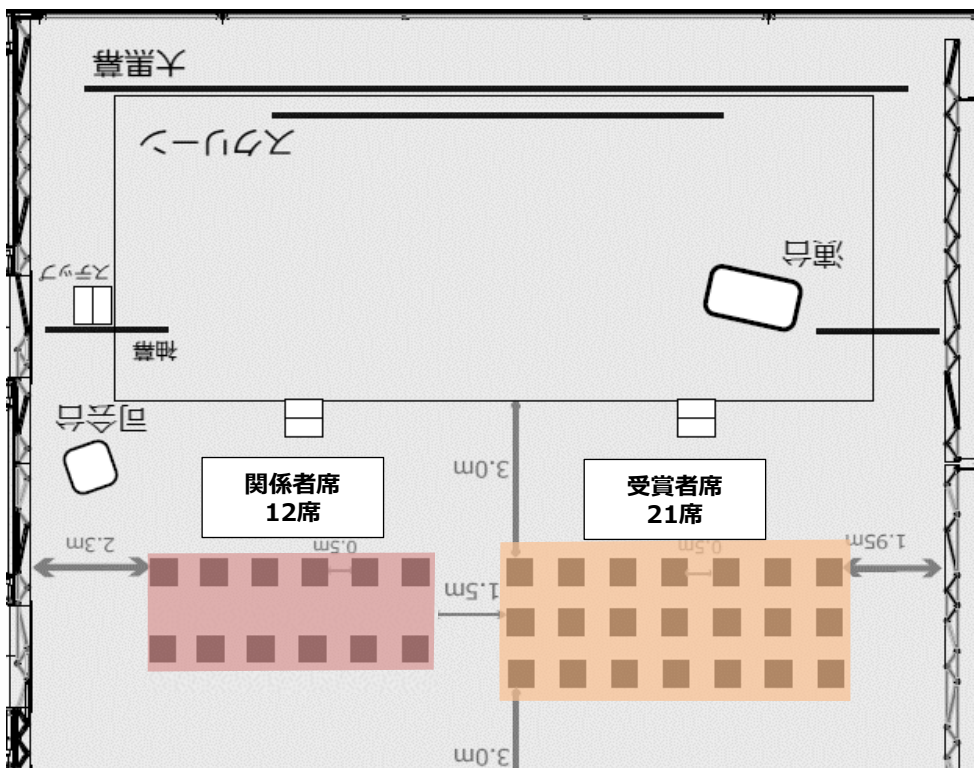 大黒幕
スクリーン
演台
ステップ
袖幕
司会台
3.0m
関係者席
12席
受賞者席
21席
2.3m
0.5m
0.5m
1.95m
1.5m
3.0m